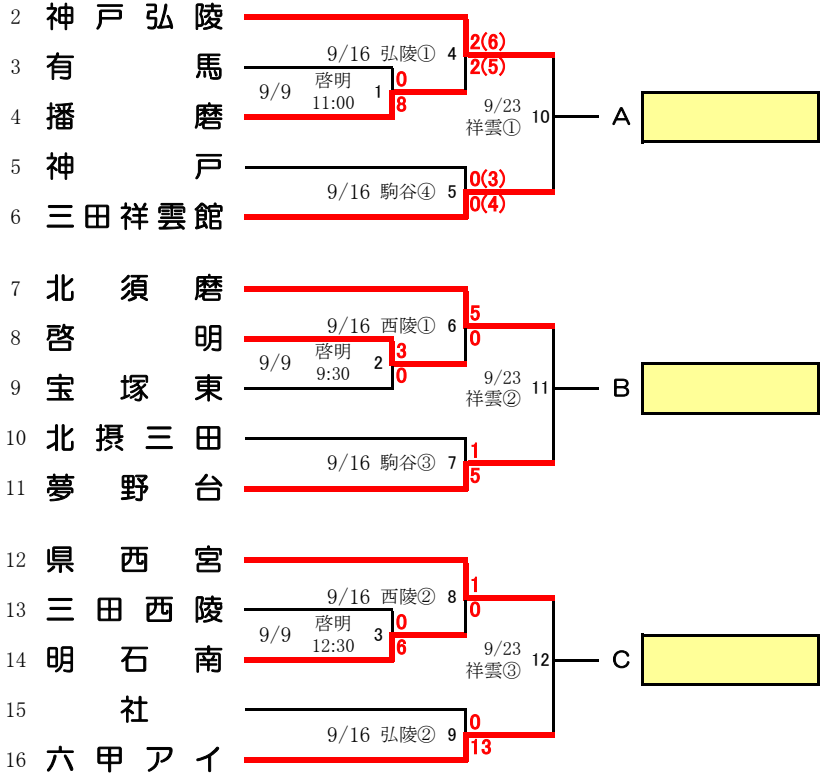 2 神戸弘陵
9/16 弘陵① 4 2(6)
2(5)
3 有馬
9/9 啓明 11:00 1 0
8
4 播磨
9/23 祥雲① 10 A
5 神戸
9/16 駒谷④ 5 0(3)
0(4)
6 三田祥雲館
7 北須磨
9/16 西陵① 6 5
0
8 啓明
9/9 啓明 9:30 2 3
0
9 宝塚東
9/23 祥雲② 11 B
10 北摂三田
9/16 駒谷③ 7 1
5
11 夢野台
12 県西宮
9/16 西陵② 8 1
0
13 三田西陵
9/9 啓明 12:30 3 0
6
14 明石南
9/23 祥雲③ 12 C
15 社
9/16 弘陵② 9 0
13
16 六甲アイ